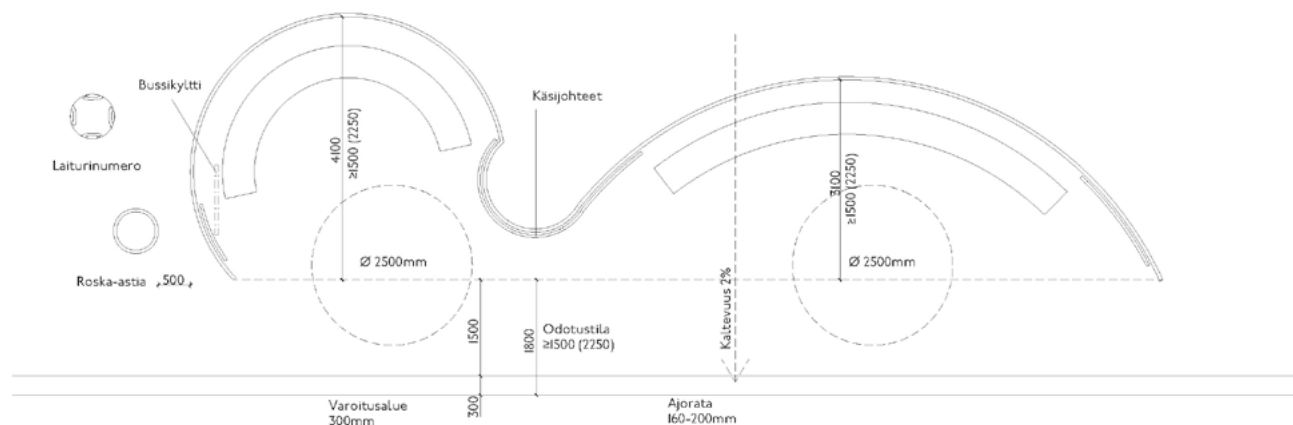 Bussikyltti
Käsijohteet
Laiturinumero
4100
≥1500 (2250)
3100
≥1500 (2250)
Ø 2500mm
Ø 2500mm
Roska-astia
500
1500
1800
Odotustila
≥1500 (2250)
Kaltevuus 2%
300
Varoitusalue
300mm
Ajorata
160-200mm